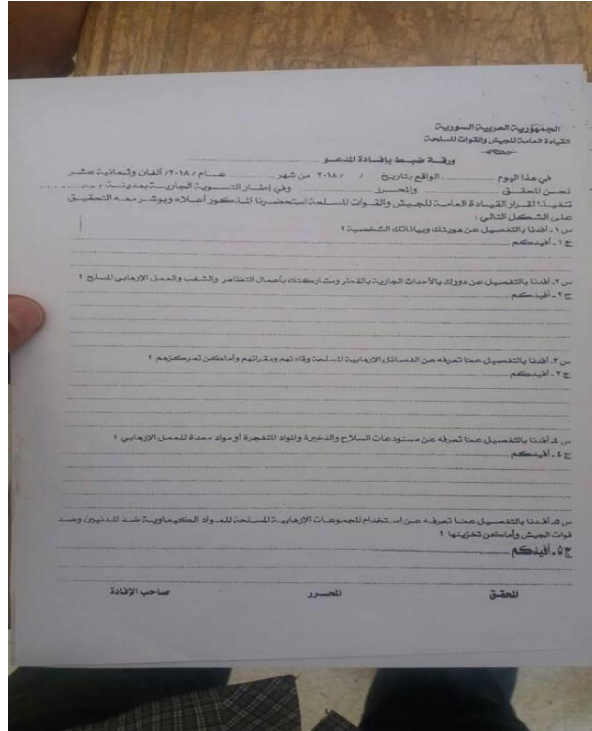 الجمهورية العربية السورية
القيادة العامة للجيش والقوات المسلحة
ورقة ضبط بإفادة المدعو ........................
في هذا اليوم ............ الواقع بتاريخ / / ٢٠١٨ من شهر ............ عام / ٢٠١٨/ ألفان وثمانية عشر
نحن المحقق ............ والمحرر ............ وفي إطار التسوية الجارية بمدينة / ............
تنفيذا لقرار القيادة العامة للجيش والقوات المسلحة استحضرنا المذكور أعلاه وبوشر معه التحقيق
على الشكل التالي :
س ١- أفدنا بالتفصيل عن هويتك وبياناتك الشخصية ؟
ج ١- أفيدكم ........................
س ٢- أفدنا بالتفصيل عن دورك بالأحداث الجارية بالقطر ومشاركتك بأعمال التظاهر والشغب والعمل الارهابي المسلح ؟
ج ٢- أفيدكم ........................
س ٣- أفدنا بالتفصيل عما تعرفه عن الفصائل الارهابية المسلحة وقادتهم ومقراتهم وأماكن تمركزهم ؟
ج ٣- أفيدكم ........................
س ٤- أفدنا بالتفصيل عما تعرفه عن مستودعات السلاح والذخيرة والمواد المتفجرة أو مواد معدة للعمل الإرهابي ؟
ج ٤- أفيدكم ........................
س ٥- أفدنا بالتفصيل عما تعرفه عن استخدام المجموعات الإرهابية المسلحة للمواد الكيماوية ضد المدنيين وضد
قوات الجيش وأماكن تخزينها ؟
ج ٥- أفيدكم ........................
المحقق المحرر صاحب الإفادة